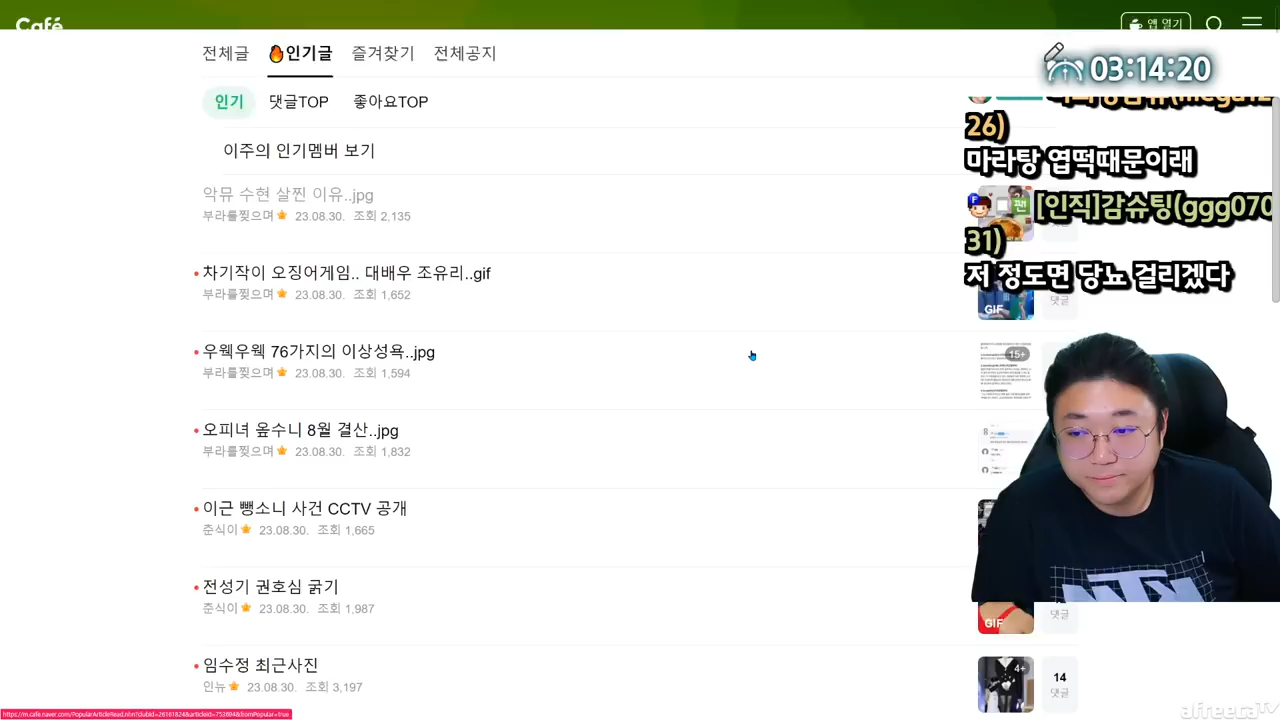 Café
앱 열기
전체글 인기글 즐겨찾기 전체공지
03:14:20
인기 댓글TOP 좋아요TOP
26)
이주의 인기멤버 보기
마라탕 엽떡때문이래
악뮤 수현 살찐 이유..jpg
부라를찢으며 23.08.30. 조회 2,135
[인직]감슈팅(ggg070
31)
저 정도면 당뇨 걸리겠다
차기작이 오징어게임.. 대배우 조유리..gif
부라를찢으며 23.08.30. 조회 1,652
GIF
댓글
우웩우웩 76가지의 이상성욕..jpg
부라를찢으며 23.08.30. 조회 1,594
15+
오피녀 윺수니 8월 결산..jpg
부라를찢으며 23.08.30.
이근 뺑소니 사건 CCTV 공개
춘식이 23.08.30. 조회 1,665
전성기 권호심 굵기
춘식이 23.08.30. 조회 1,987
GIF
댓글
임수정 최근사진
인뉴 23.08.30. 조회 3,197
4+
14
댓글
afreecaTV